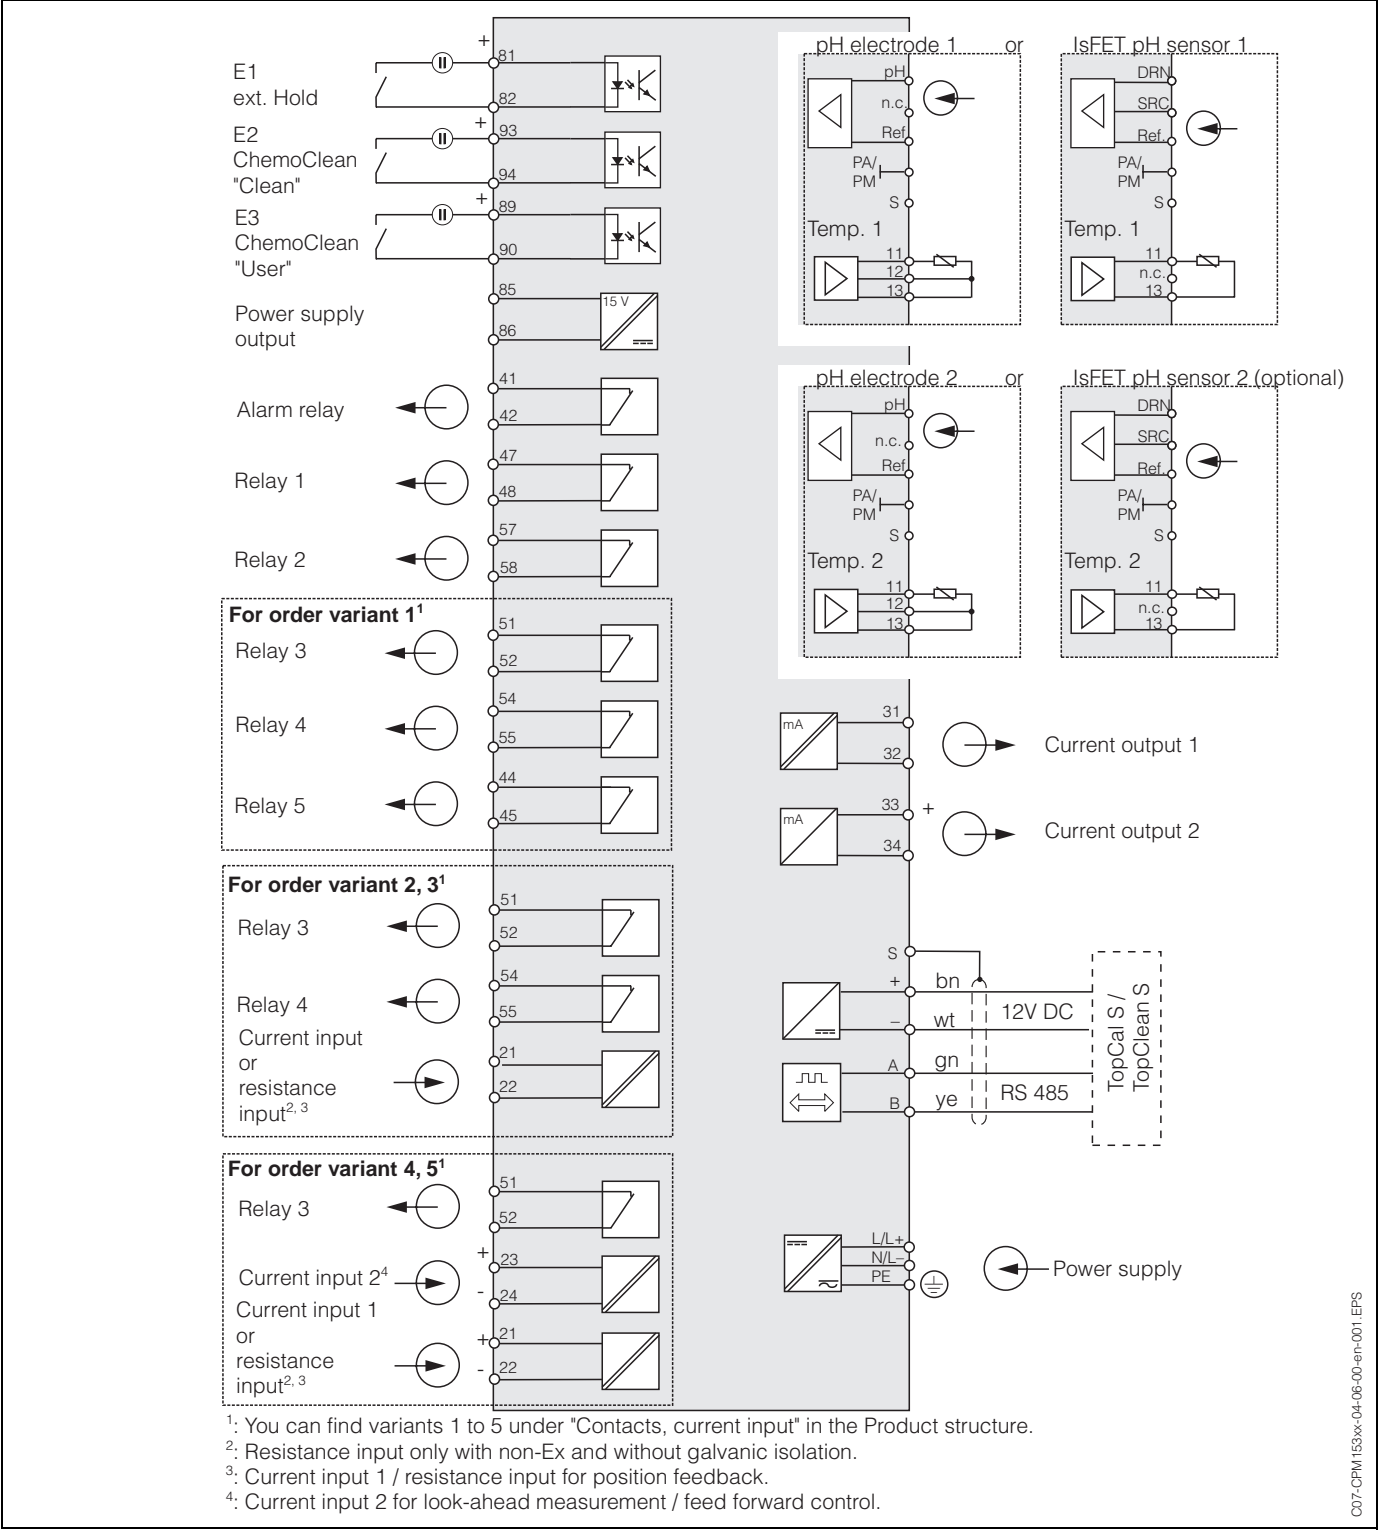 E1
ext. Hold
+
81
82
E2
ChemoClean
"Clean"
+
93
94
E3
ChemoClean
"User"
+
89
90
Power supply
output
85
86
15 V
Alarm relay
41
42
Relay 1
47
48
Relay 2
57
58
For order variant 1¹
Relay 3
51
52
Relay 4
54
55
Relay 5
44
45
For order variant 2, 3¹
Relay 3
51
52
Relay 4
54
55
Current input
or
resistance
input²,³
21
22
For order variant 4, 5¹
Relay 3
51
52
Current input 2⁴
+
23
-
24
Current input 1
or
resistance
input²,³
+
21
-
22
pH electrode 1
or
IsFET pH sensor 1
pH
n.c.
Ref
PA/
PM
S
Temp. 1
11
12
13
DRN
SRC
Ref.
PA/
PM
S
Temp. 1
11
n.c.
13
pH electrode 2
or
IsFET pH sensor 2 (optional)
pH
n.c.
Ref
PA/
PM
S
Temp. 2
11
12
13
DRN
SRC
Ref.
PA/
PM
S
Temp. 2
11
n.c.
13
mA
31
32
Current output 1
mA
33
+
34
Current output 2
S
+
bn
12V DC
–
wt
A
gn
RS 485
B
ye
TopCal S /
TopClean S
L/L+
N/L–
PE
Power supply
¹: You can find variants 1 to 5 under "Contacts, current input" in the Product structure.
²: Resistance input only with non-Ex and without galvanic isolation.
³: Current input 1 / resistance input for position feedback.
⁴: Current input 2 for look-ahead measurement / feed forward control.
C07-CPM153xx-04-06-00-en-001.EPS